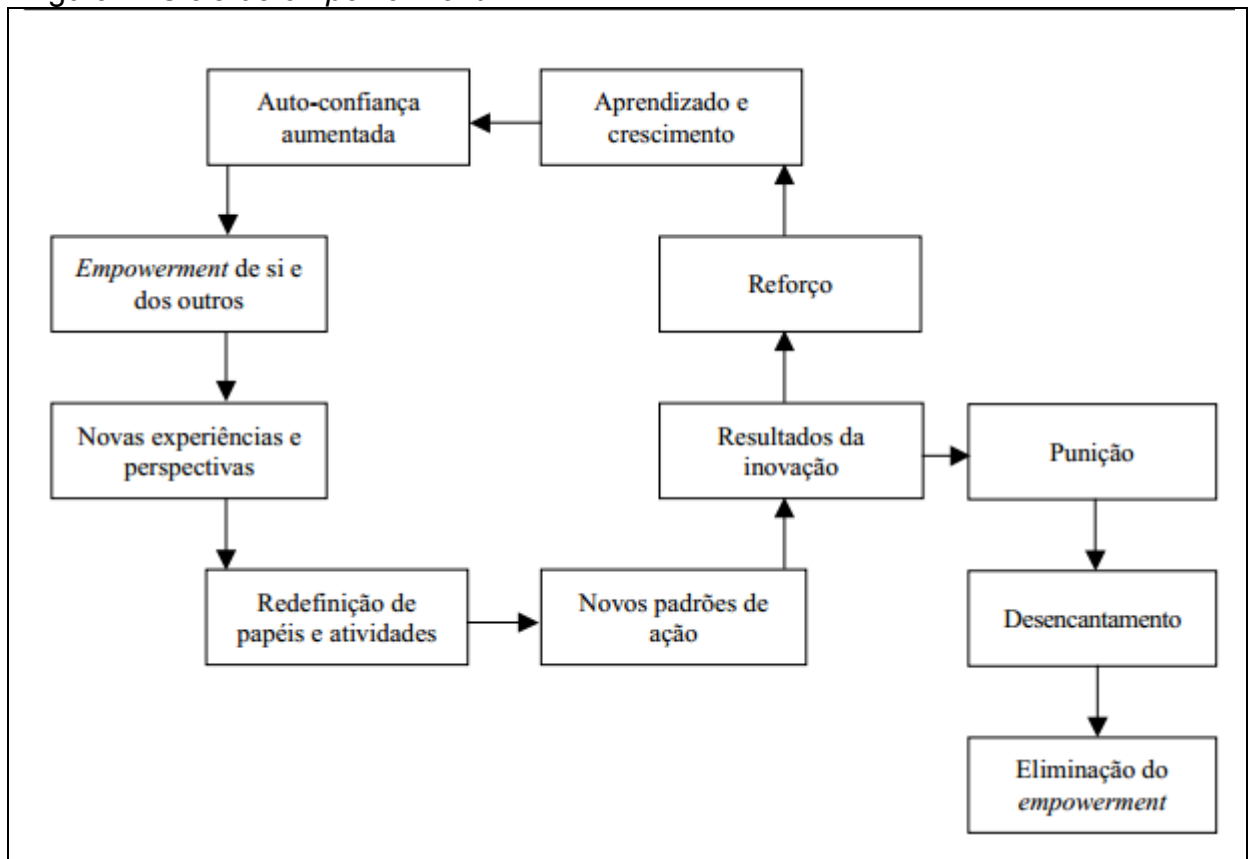 Auto-confiança
aumentada
Aprendizado e
crescimento
Empowerment de si e
dos outros
Reforço
Novas experiências e
perspectivas
Resultados da
inovação
Punição
Redefinição de
papéis e atividades
Novos padrões de
ação
Desencantamento
Eliminação do
empowerment